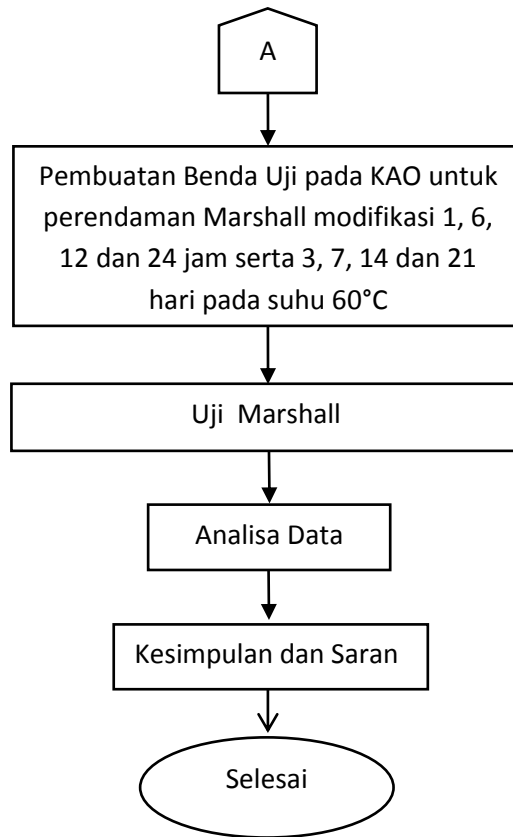 A
Pembuatan Benda Uji pada KAO untuk
perendaman Marshall modifikasi 1, 6,
12 dan 24 jam serta 3, 7, 14 dan 21
hari pada suhu 60°C
Uji Marshall
Analisa Data
Kesimpulan dan Saran
Selesai